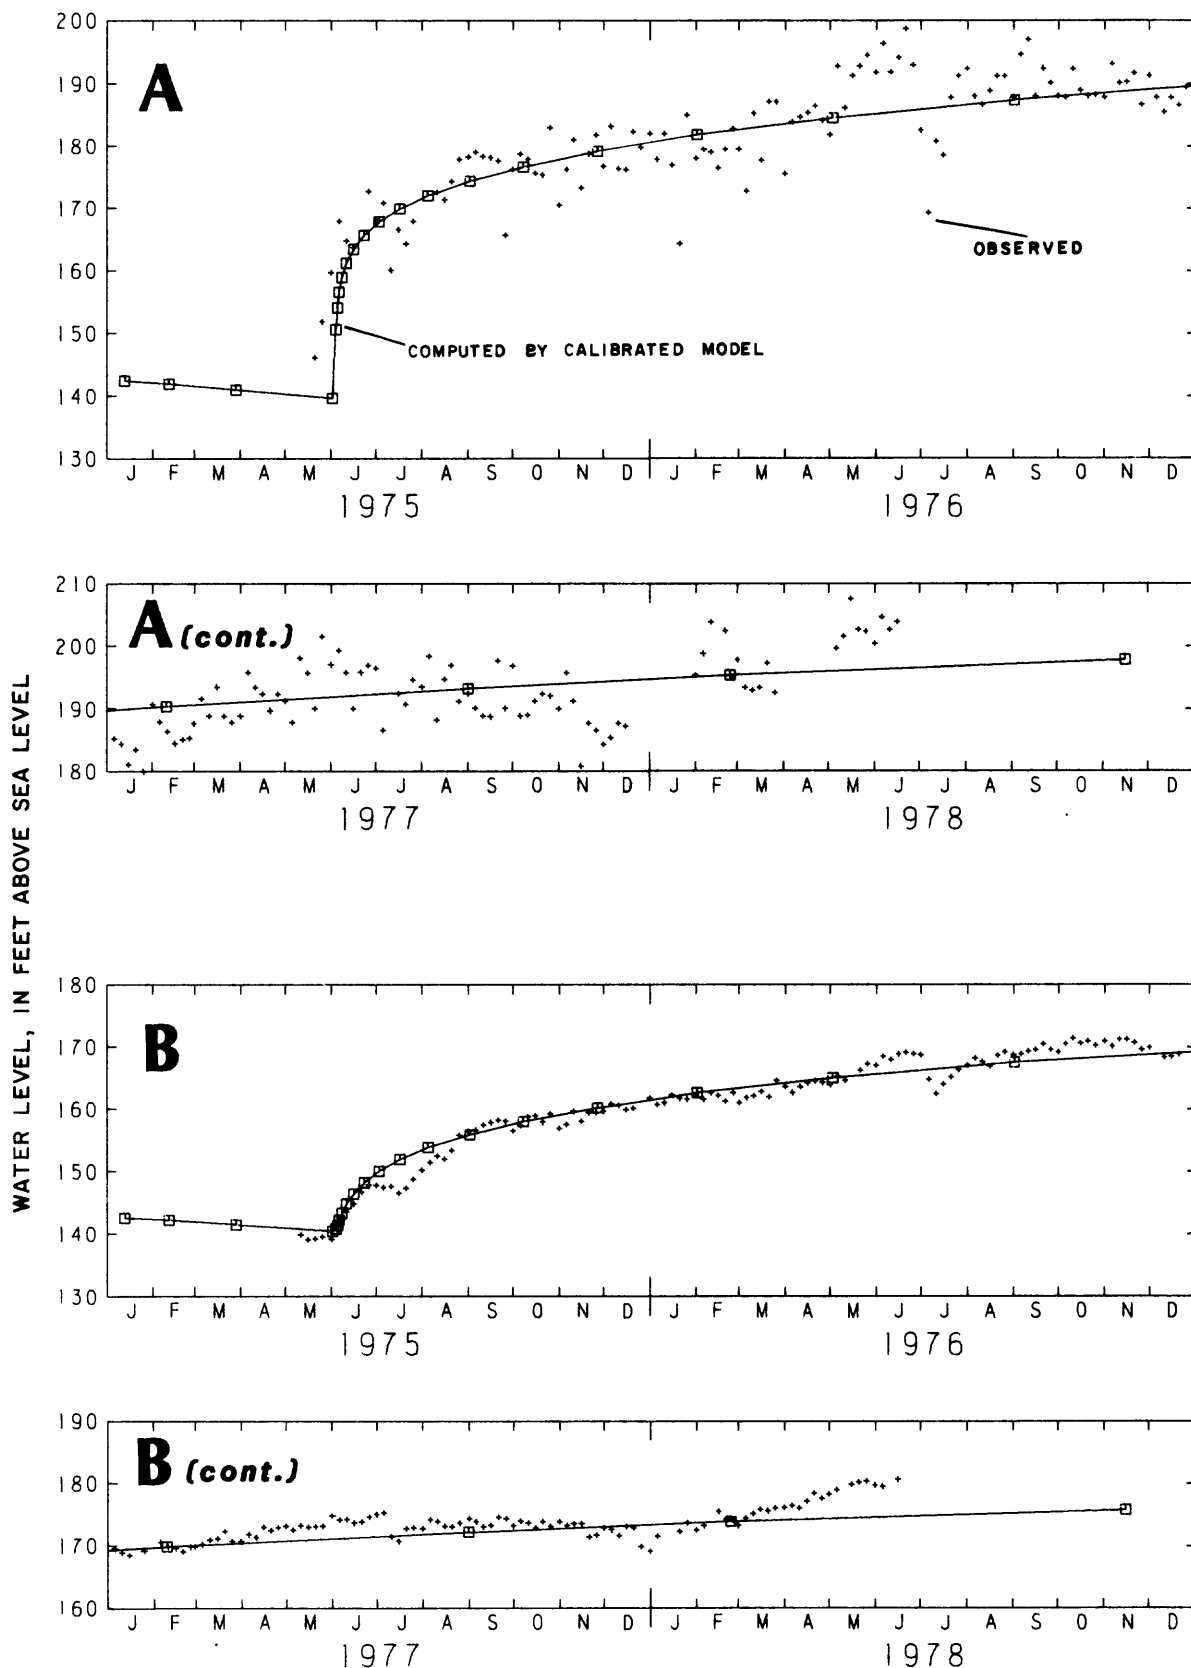 WATER LEVEL, IN FEET ABOVE SEA LEVEL
A
200
190
180
170
160
150
140
130
OBSERVED
COMPUTED BY CALIBRATED MODEL
J F M A M J J A S O N D J F M A M J J A S O N D
1975 1976
A (cont.)
210
200
190
180
J F M A M J J A S O N D J F M A M J J A S O N D
1977 1978
B
180
170
160
150
140
130
J F M A M J J A S O N D J F M A M J J A S O N D
1975 1976
B (cont.)
190
180
170
160
J F M A M J J A S O N D J F M A M J J A S O N D
1977 1978